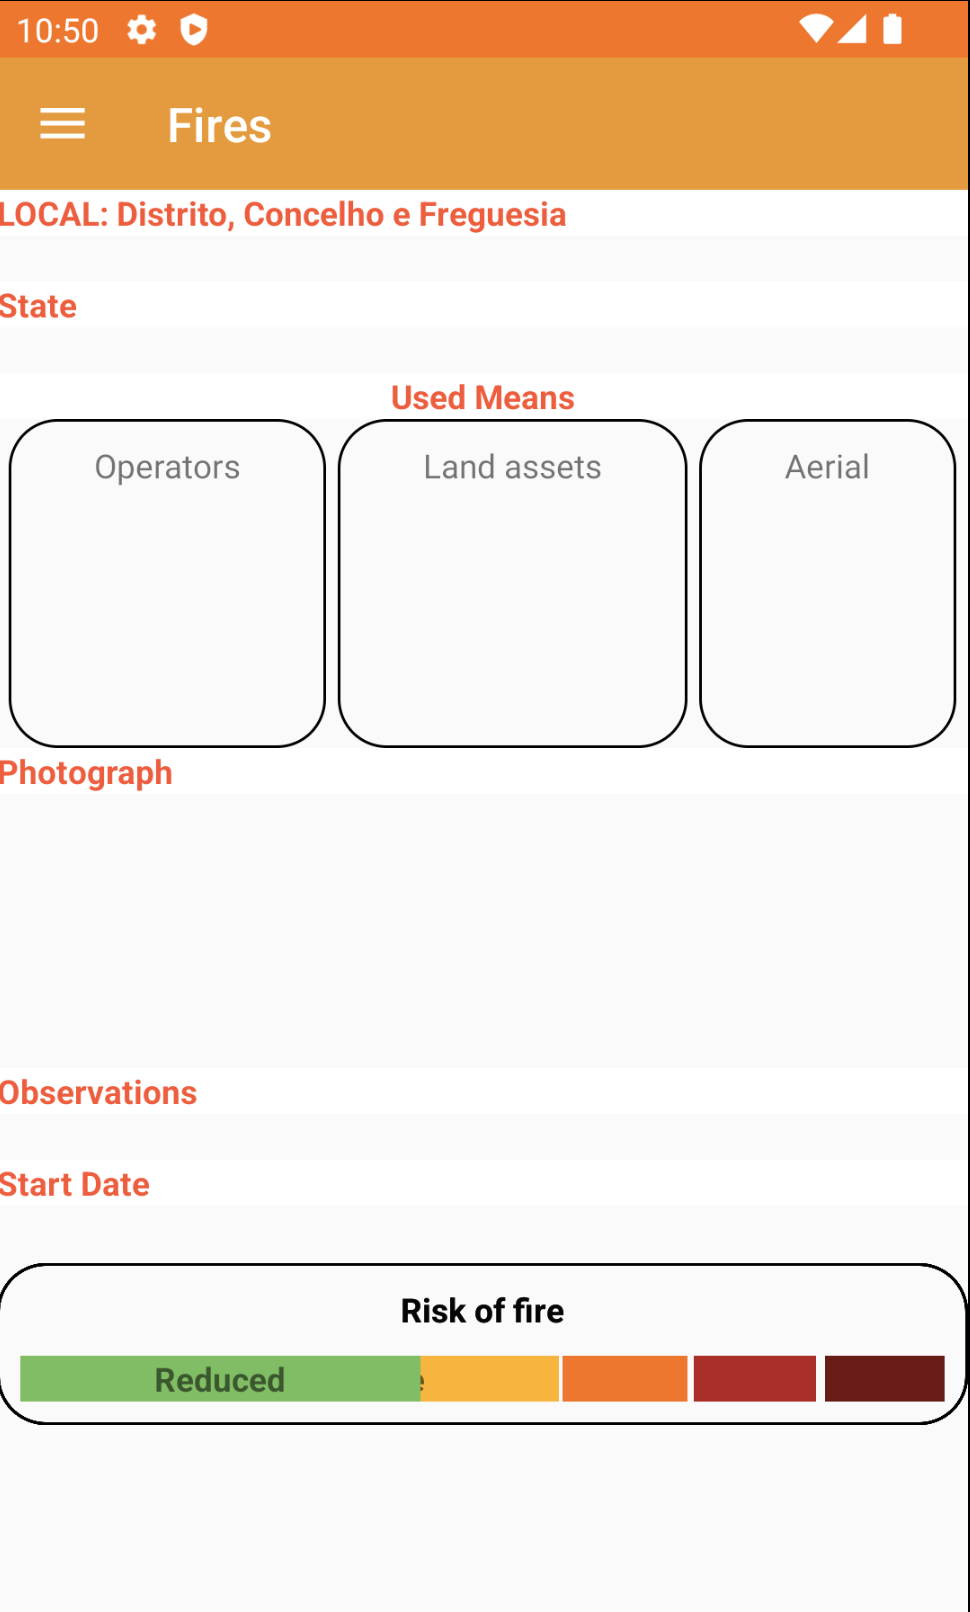 10:50
Fires
LOCAL: Distrito, Concelho e Freguesia
State
Used Means
Operators
Land assets
Aerial
Photograph
Observations
Start Date
Risk of fire
Reduced